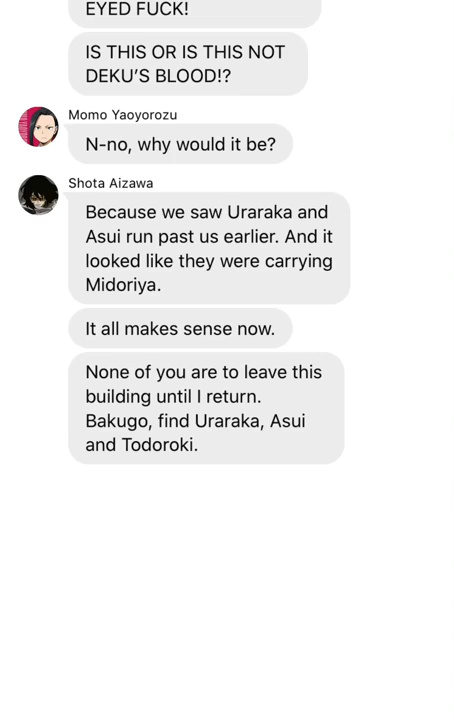 EYED FUCK!
IS THIS OR IS THIS NOT
DEKU’S BLOOD!?
Momo Yaoyorozu
N-no, why would it be?
Shota Aizawa
Because we saw Uraraka and
Asui run past us earlier. And it
looked like they were carrying
Midoriya.
It all makes sense now.
None of you are to leave this
building until I return.
Bakugo, find Uraraka, Asui
and Todoroki.